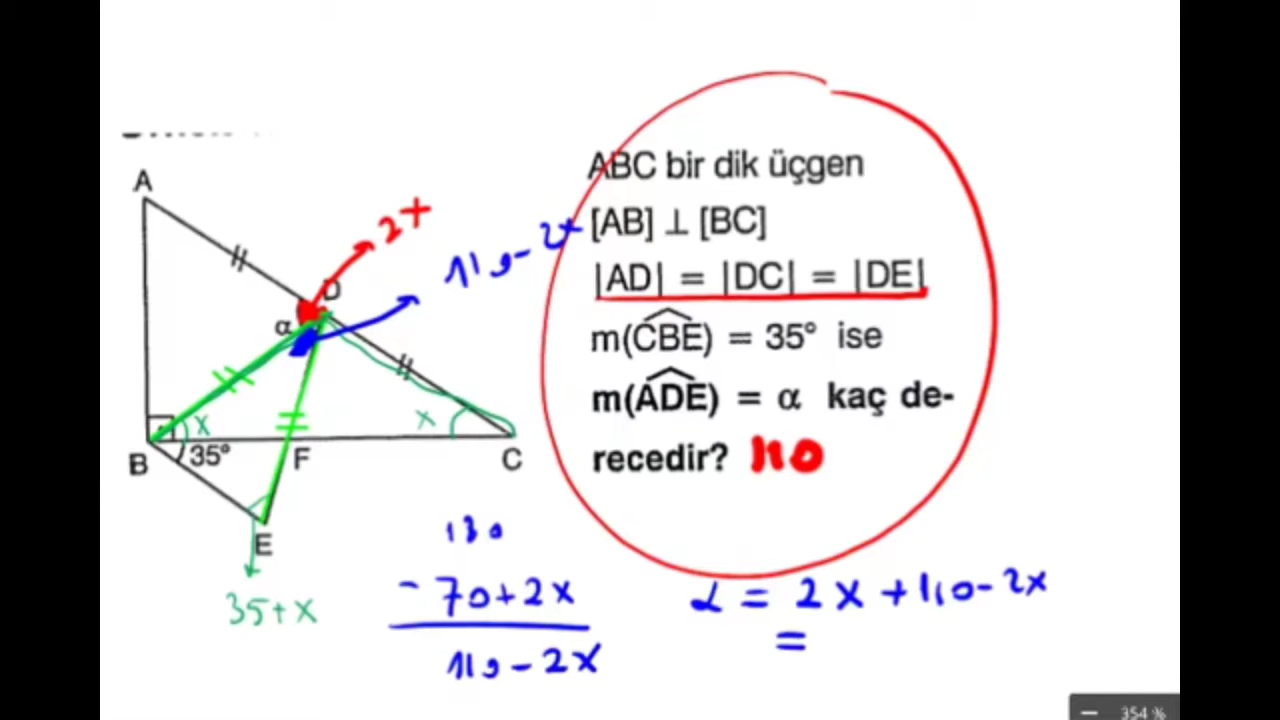 A
D
α
B
35°
F
C
E
x
x
2x
110-2x
35+x
ABC bir dik üçgen
[AB] ⊥ [BC]
|AD| = |DC| = |DE|
m(CBE) = 35° ise
m(ADE) = α kaç de-
recedir? 110
180
- 70+2x
110-2x
α = 2x + 110-2x
=
354 %